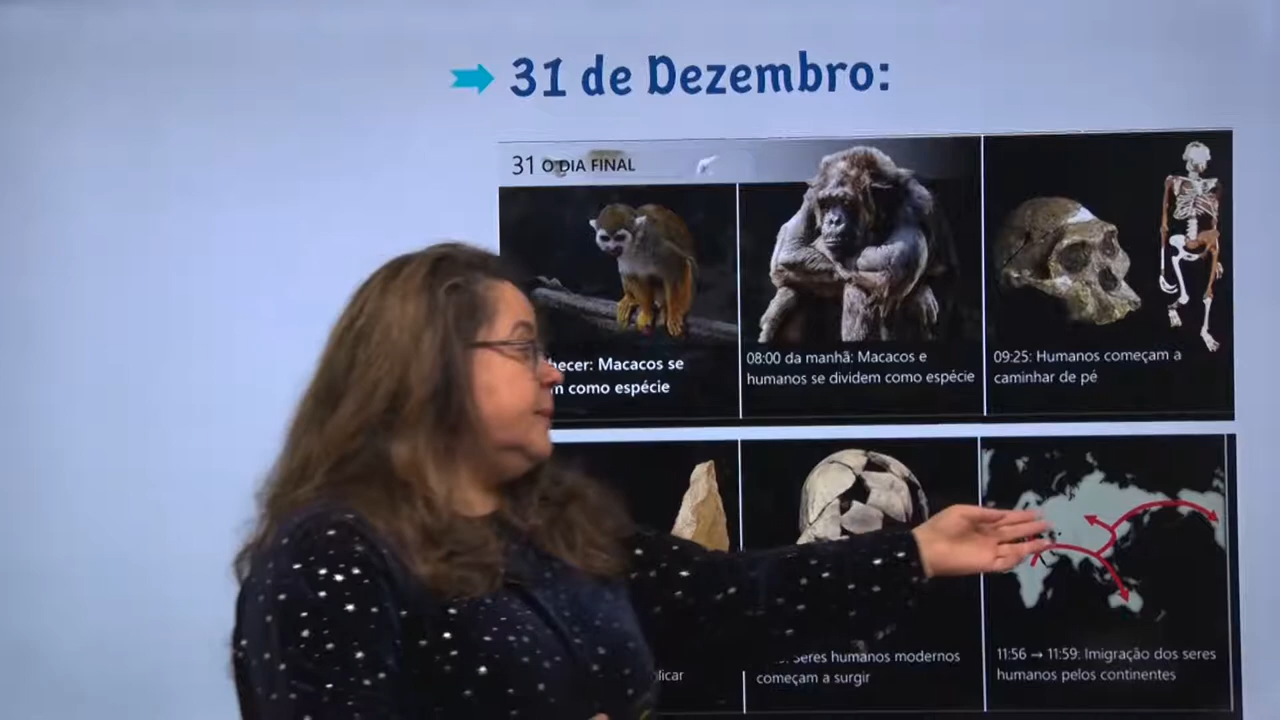 31 de Dezembro:
31 O DIA FINAL
Macacos se
como espécie
08:00 da manhã: Macacos e
humanos se dividem como espécie
09:25: Humanos começam a
caminhar de pé
seres humanos modernos
começam a surgir
11:56 → 11:59: Imigração dos seres
humanos pelos continentes